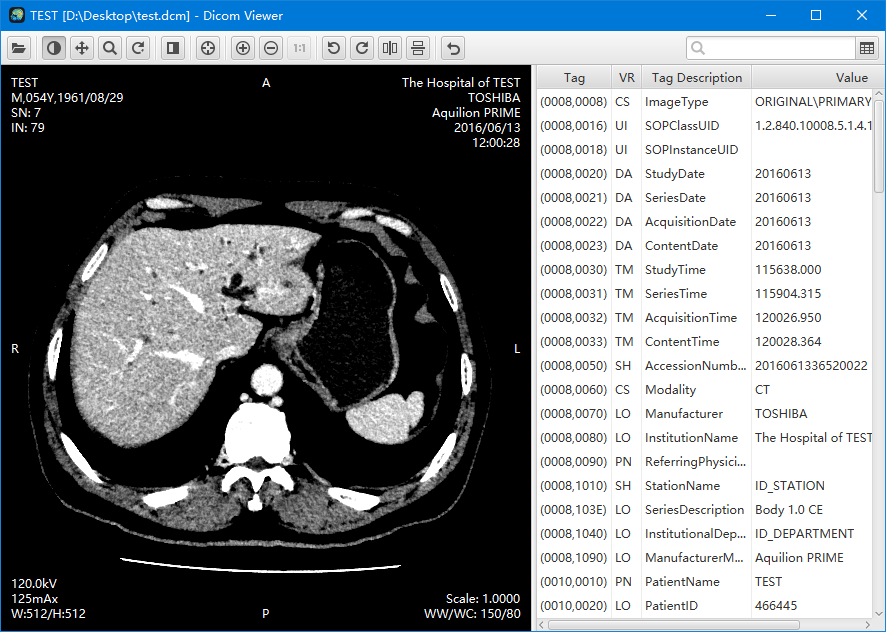 TEST [D:\Desktop\test.dcm] - Dicom Viewer
1:1
TEST
M,054Y,1961/08/29
SN: 7
IN: 79
A
The Hospital of TEST
TOSHIBA
Aquilion PRIME
2016/06/13
12:00:28
R
L
120.0kV
125mAx
W:512/H:512
P
Scale: 1.0000
WW/WC: 150/80
Tag VR Tag Description Value
(0008,0008) CS ImageType ORIGINAL\PRIMARY
(0008,0016) UI SOPClassUID 1.2.840.10008.5.1.4.1
(0008,0018) UI SOPInstanceUID
(0008,0020) DA StudyDate 20160613
(0008,0021) DA SeriesDate 20160613
(0008,0022) DA AcquisitionDate 20160613
(0008,0023) DA ContentDate 20160613
(0008,0030) TM StudyTime 115638.000
(0008,0031) TM SeriesTime 115904.315
(0008,0032) TM AcquisitionTime 120026.950
(0008,0033) TM ContentTime 120028.364
(0008,0050) SH AccessionNumb... 2016061336520022
(0008,0060) CS Modality CT
(0008,0070) LO Manufacturer TOSHIBA
(0008,0080) LO InstitutionName The Hospital of TEST
(0008,0090) PN ReferringPhysici...
(0008,1010) SH StationName ID_STATION
(0008,103E) LO SeriesDescription Body 1.0 CE
(0008,1040) LO InstitutionalDep... ID_DEPARTMENT
(0008,1090) LO ManufacturerM... Aquilion PRIME
(0010,0010) PN PatientName TEST
(0010,0020) LO PatientID 466445